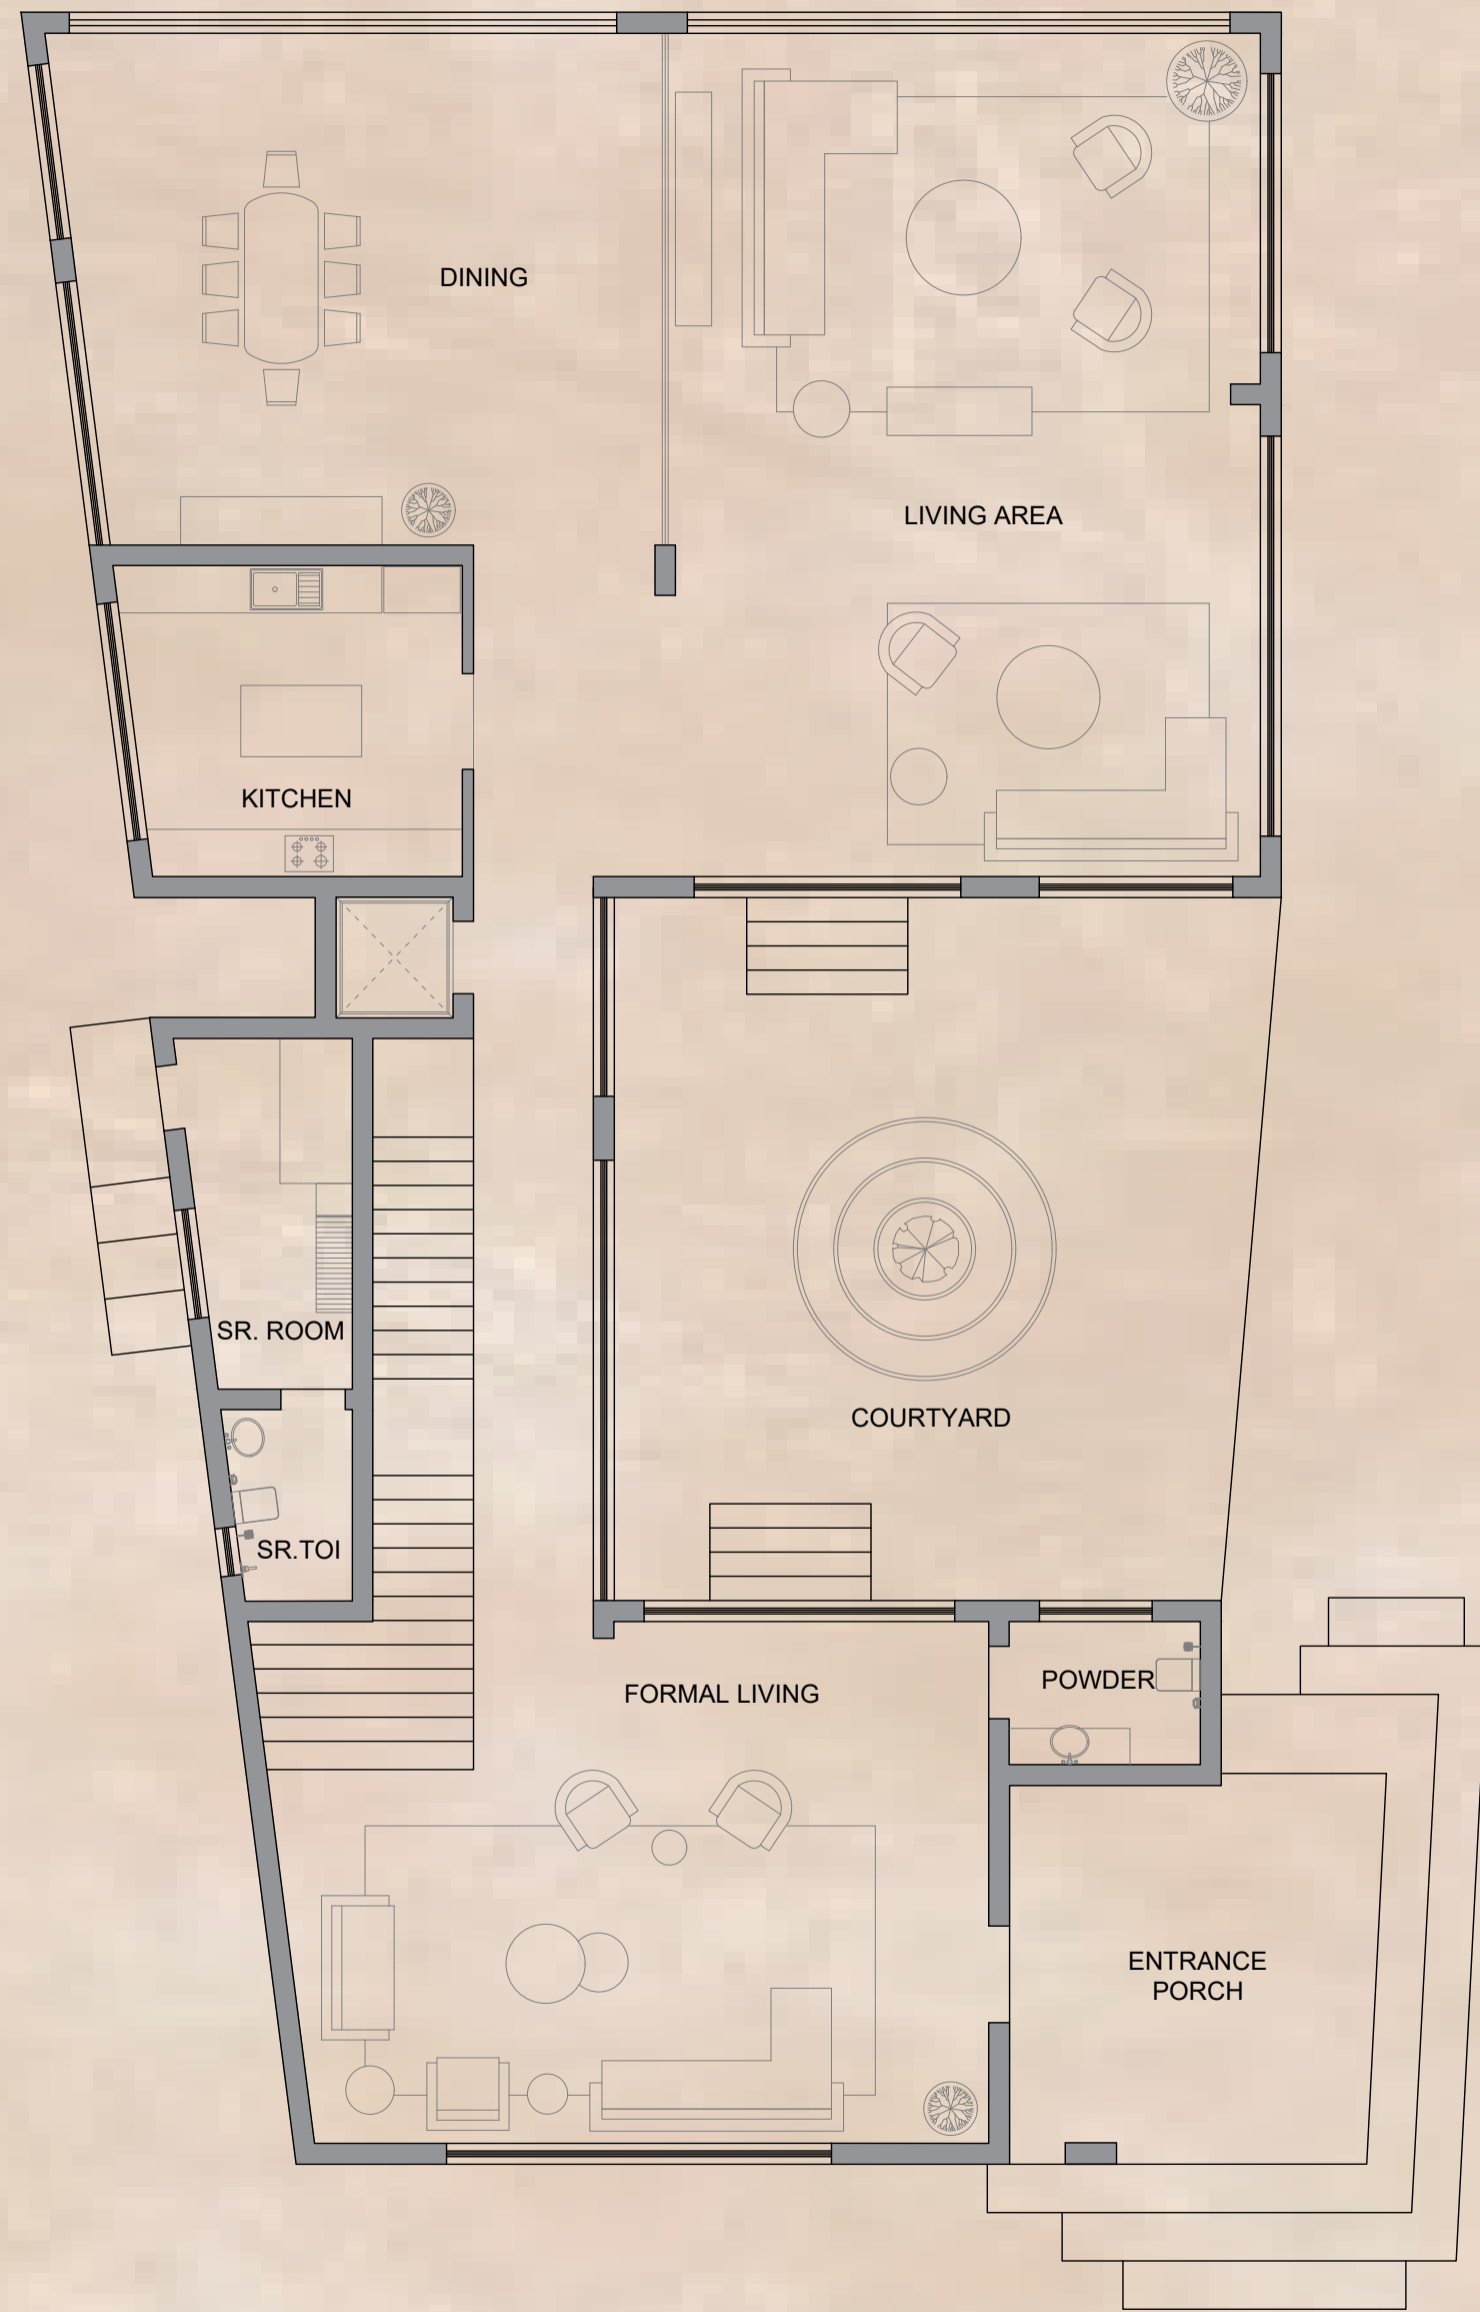 DINING
LIVING AREA
KITCHEN
SR. ROOM
COURTYARD
SR.TOI
FORMAL LIVING
POWDER
ENTRANCE
PORCH